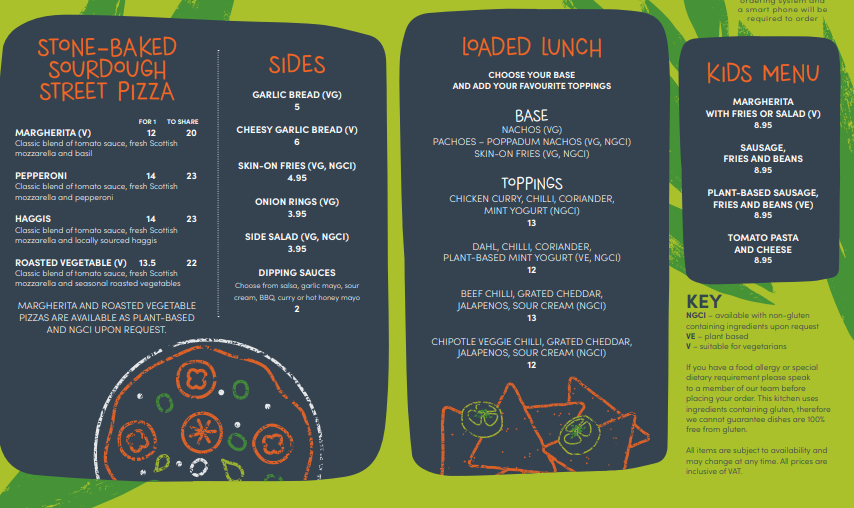 STONE-BAKED
SOURDOUGH
STREET PIZZA
FOR 1 TO SHARE
MARGHERITA (V) 12 20
Classic blend of tomato sauce, fresh Scottish
mozzarella and basil
PEPPERONI 14 23
Classic blend of tomato sauce, fresh Scottish
mozzarella and pepperoni
HAGGIS 14 23
Classic blend of tomato sauce, fresh Scottish
mozzarella and locally sourced haggis
ROASTED VEGETABLE (V) 13.5 22
Classic blend of tomato sauce, fresh Scottish
mozzarella and seasonal roasted vegetables
MARGHERITA AND ROASTED VEGETABLE
PIZZAS ARE AVAILABLE AS PLANT-BASED
AND NGCI UPON REQUEST.
SIDES
GARLIC BREAD (VG)
5
CHEESY GARLIC BREAD (V)
6
SKIN-ON FRIES (VG, NGCI)
4.95
ONION RINGS (VG)
3.95
SIDE SALAD (VG, NGCI)
3.95
DIPPING SAUCES
Choose from salsa, garlic mayo, sour
cream, BBQ, curry or hot honey mayo
2
LOADED LUNCH
CHOOSE YOUR BASE
AND ADD YOUR FAVOURITE TOPPINGS
BASE
NACHOS (VG)
PACHOES – POPPADUM NACHOS (VG, NGCI)
SKIN-ON FRIES (VG, NGCI)
TOPPINGS
CHICKEN CURRY, CHILLI, CORIANDER,
MINT YOGURT (NGCI)
13
DAHL, CHILLI, CORIANDER,
PLANT-BASED MINT YOGURT (VE, NGCI)
12
BEEF CHILLI, GRATED CHEDDAR,
JALAPENOS, SOUR CREAM (NGCI)
13
CHIPOTLE VEGGIE CHILLI, GRATED CHEDDAR,
JALAPENOS, SOUR CREAM (NGCI)
12
ordering system and
a smart phone will be
required to order
KIDS MENU
MARGHERITA
WITH FRIES OR SALAD (V)
8.95
SAUSAGE,
FRIES AND BEANS
8.95
PLANT-BASED SAUSAGE,
FRIES AND BEANS (VE)
8.95
TOMATO PASTA
AND CHEESE
8.95
KEY
NGCI – available with non-gluten
containing ingredients upon request
VE – plant based
V – suitable for vegetarians
If you have a food allergy or special
dietary requirement please speak
to a member of our team before
placing your order. This kitchen uses
ingredients containing gluten, therefore
we cannot guarantee dishes are 100%
free from gluten.
All items are subject to availability and
may change at any time. All prices are
inclusive of VAT.